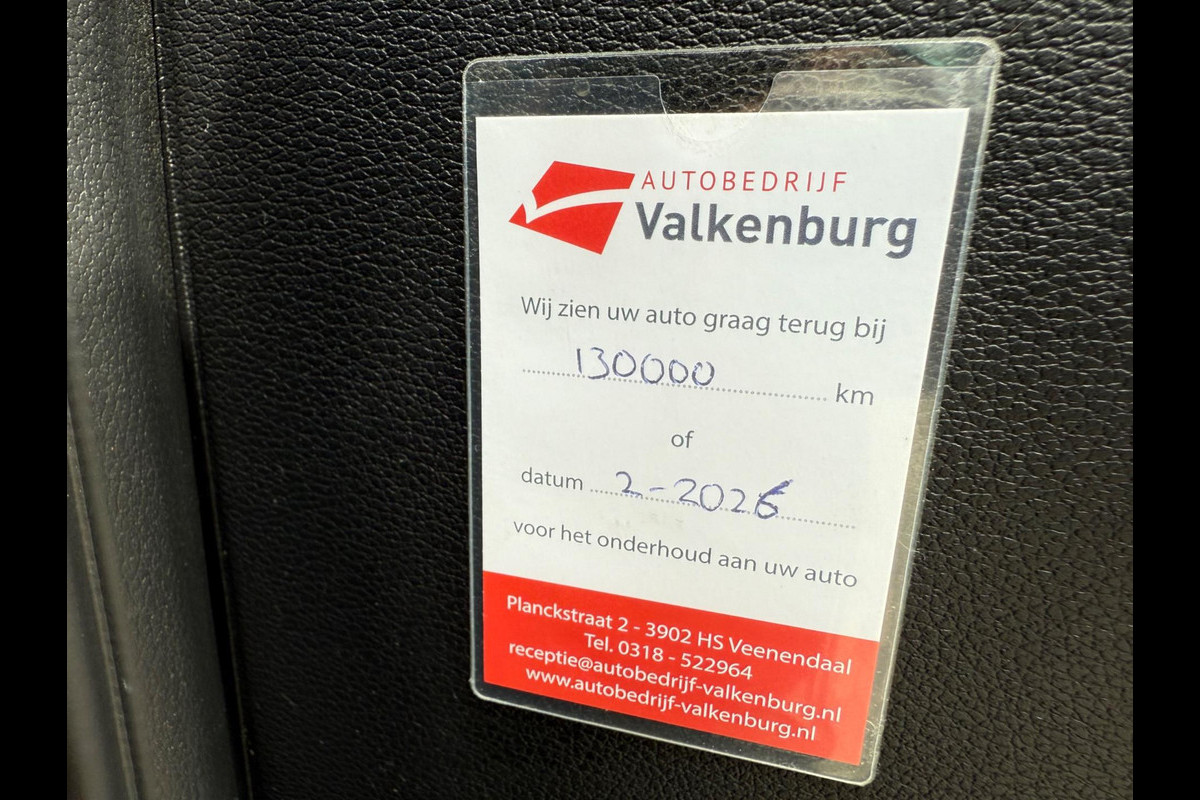 AUTOBEDRIJF
Valkenburg
Wij zien uw auto graag terug bij
130000 km
of
datum 2-2026
voor het onderhoud aan uw auto
Planckstraat 2 - 3902 HS Veenendaal
Tel. 0318 - 522964
receptie@autobedrijf-valkenburg.nl
www.autobedrijf-valkenburg.nl